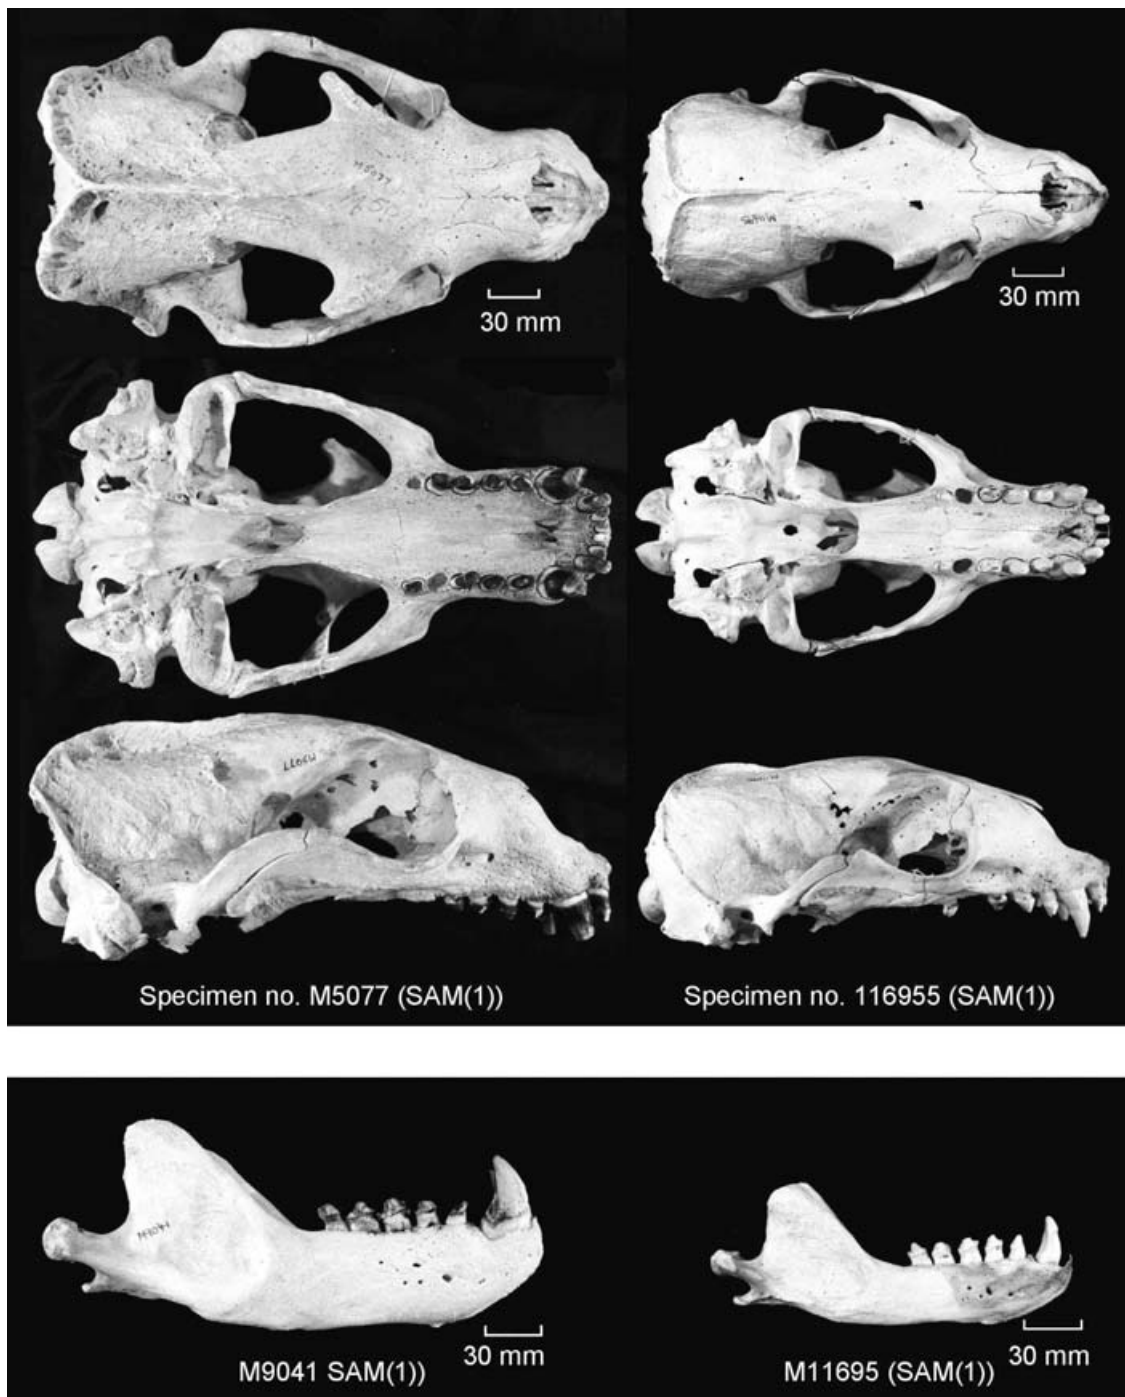 30 mm
30 mm
Specimen no. M5077 (SAM(1))
Specimen no. 116955 (SAM(1))
M9041
30 mm
30 mm
M9041 SAM(1))
M11695 (SAM(1))